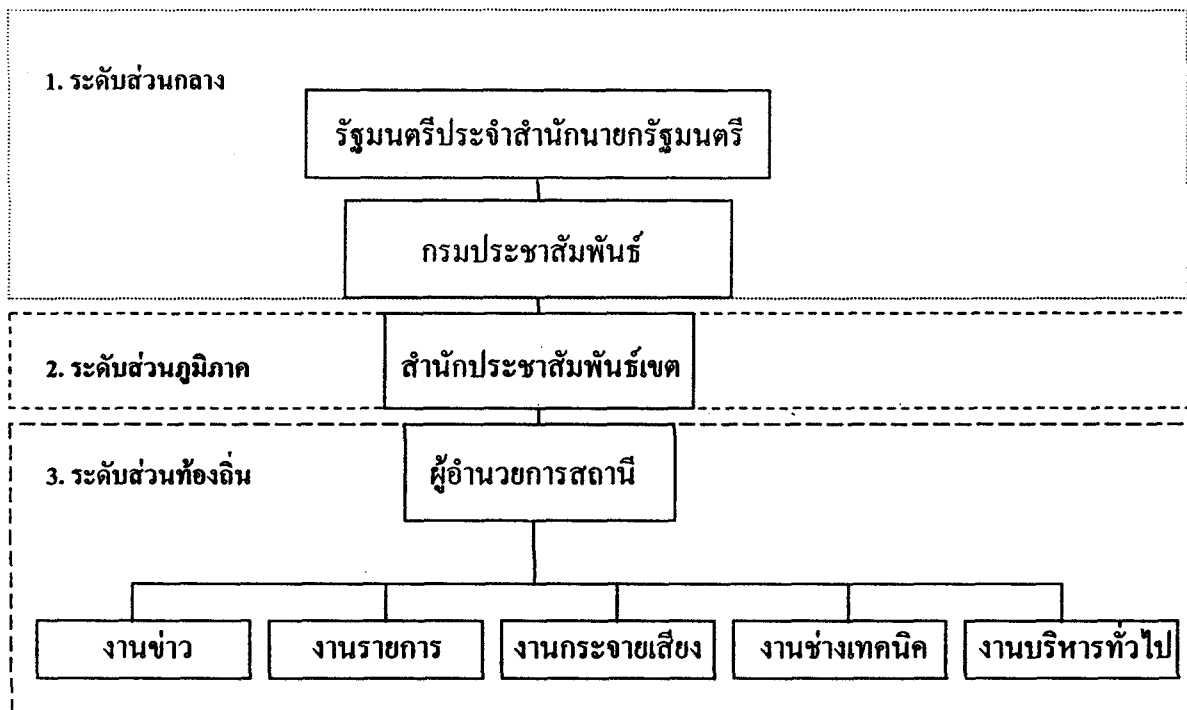 1. ระดับส่วนกลาง
รัฐมนตรีประจำสำนักนายกรัฐมนตรี
กรมประชาสัมพันธ์
2. ระดับส่วนภูมิภาค
สำนักประชาสัมพันธ์เขต
3. ระดับส่วนท้องถิ่น
ผู้อำนวยการสถานี
งานข่าว งานรายการ งานกระจายเสียง งานช่างเทคนิค งานบริหารทั่วไป